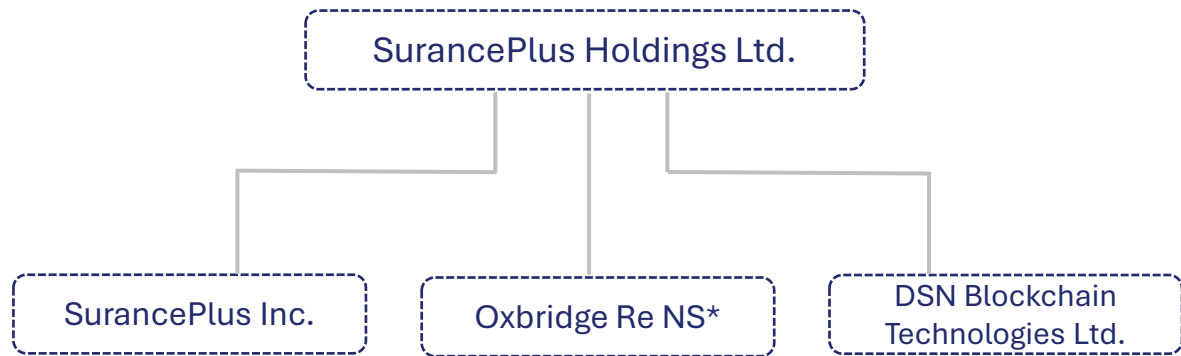 SurancePlus Holdings Ltd.
SurancePlus Inc.
Oxbridge Re NS*
DSN Blockchain
Technologies Ltd.